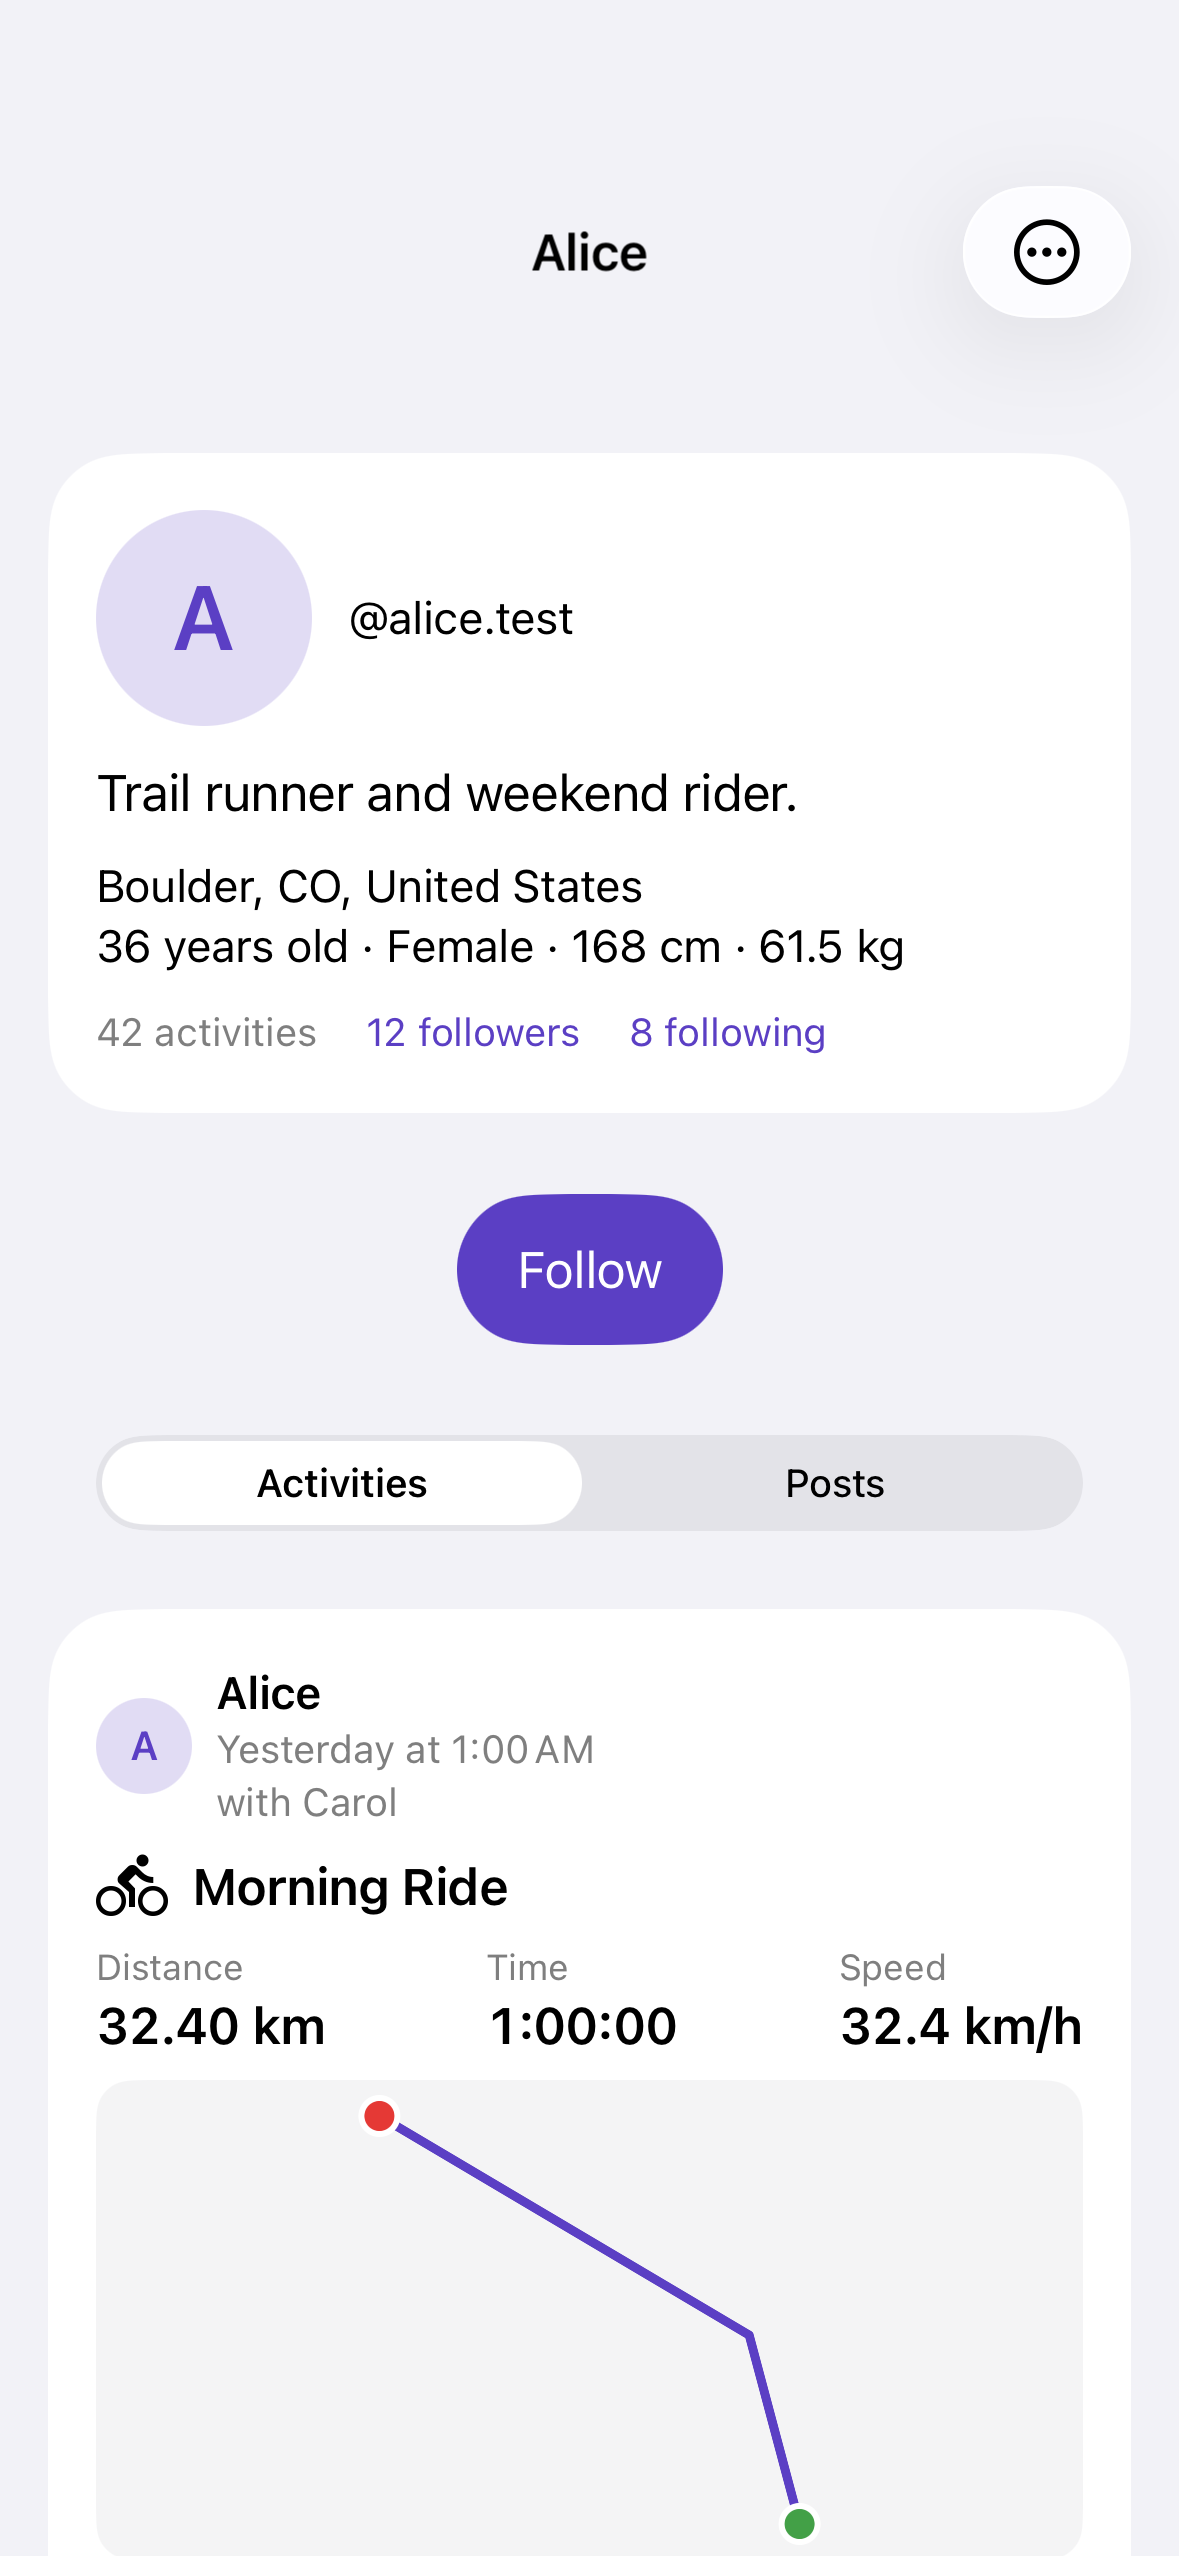 Alice
A
@alice.test
Trail runner and weekend rider.
Boulder, CO, United States
36 years old · Female · 168 cm · 61.5 kg
42 activities 12 followers 8 following
Follow
Activities Posts
Alice
A
Yesterday at 1:00 AM
with Carol
Morning Ride
Distance Time Speed
32.40 km 1:00:00 32.4 km/h